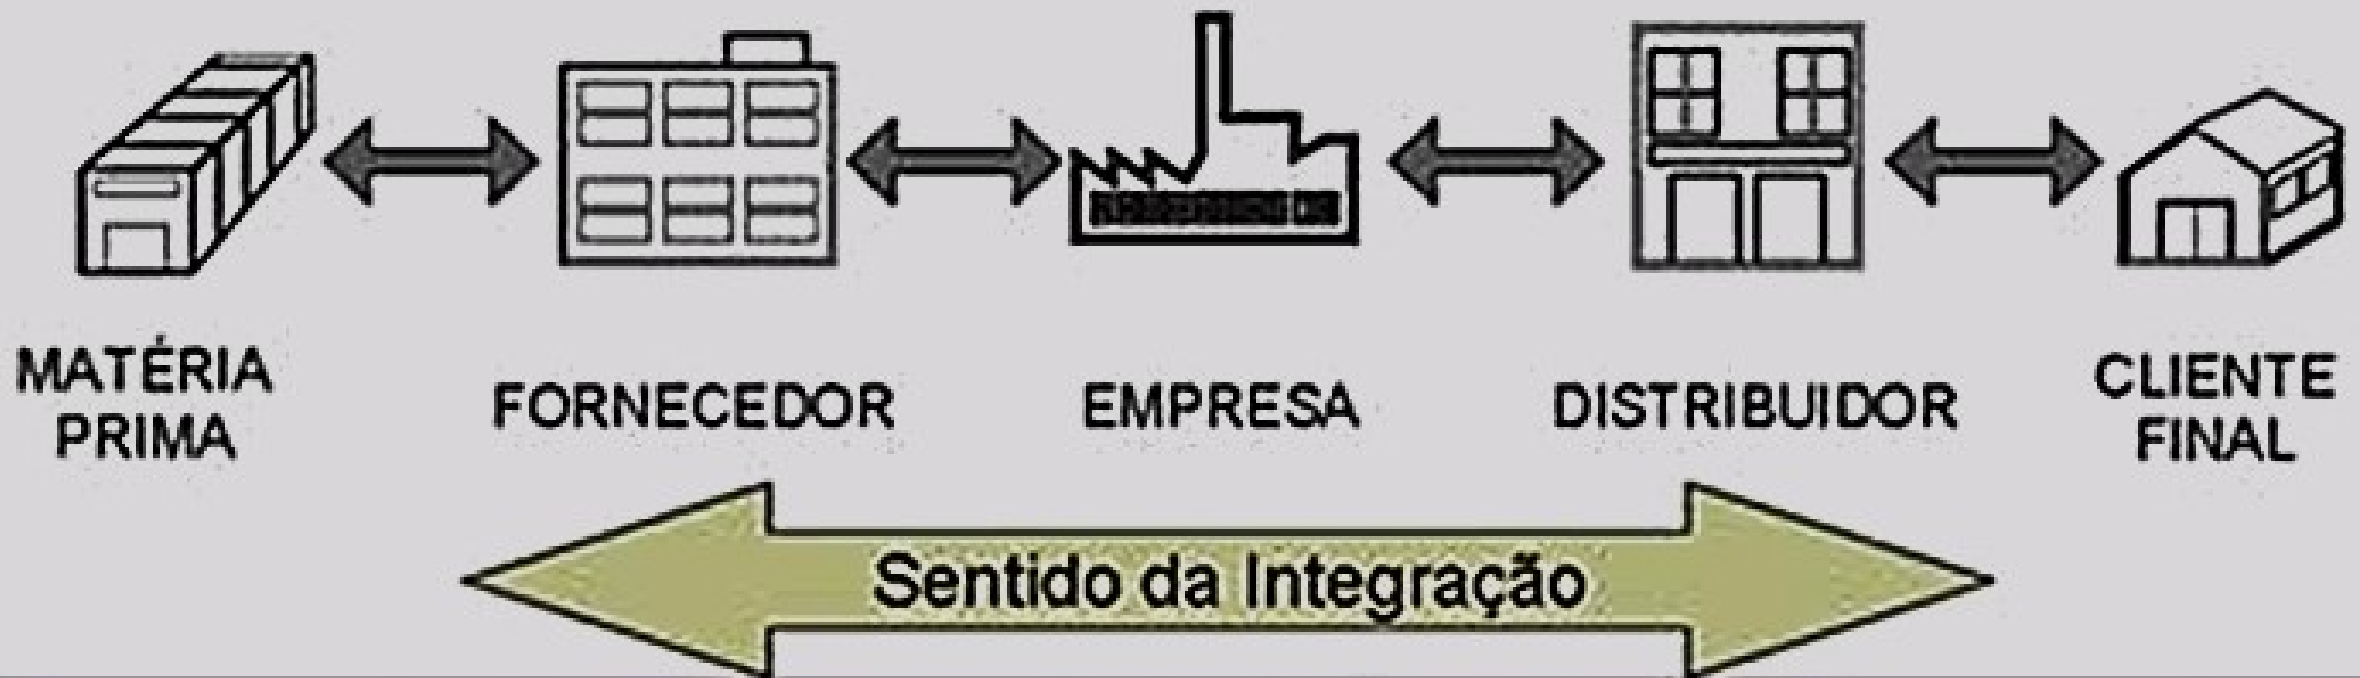 MATÉRIA
PRIMA
FORNECEDOR
EMPRESA
DISTRIBUIDOR
CLIENTE
FINAL
Sentido da Integração